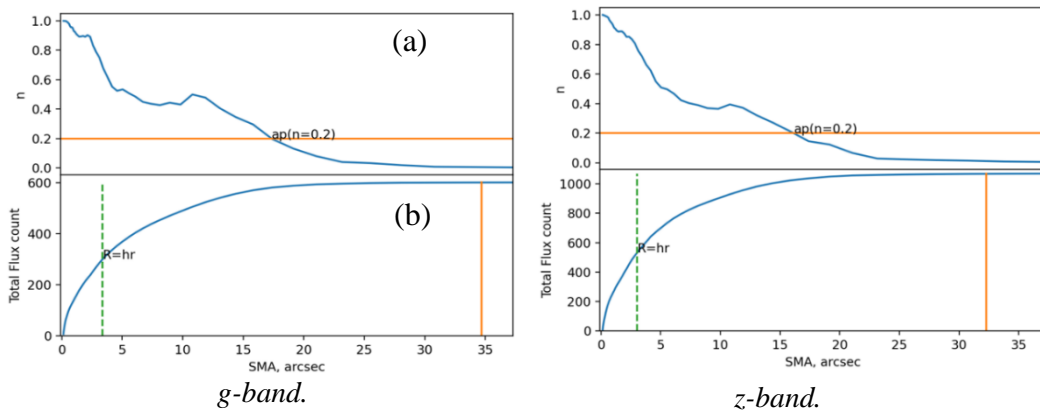 1.0
0.8
0.6
0.4
0.2
0.0
n
(a)
ap(n=0.2)
600
400
200
0
Total Flux count
(b)
R=hr
0 5 10 15 20 25 30 35
SMA, arcsec
g-band.
1.0
0.8
0.6
0.4
0.2
0.0
n
ap(n=0.2)
1000
800
600
400
200
0
Total Flux count
R=hr
0 5 10 15 20 25 30 35
SMA, arcsec
z-band.